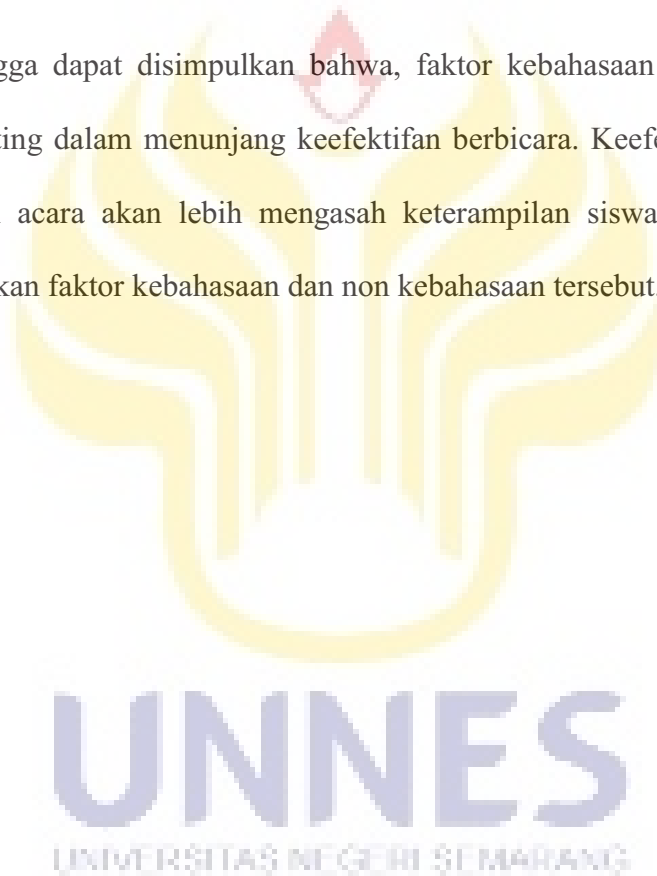 gga dapat disimpulkan bahwa, faktor kebahasaan
ting dalam menunjang keefektifan berbicara. Keefe
acara akan lebih mengasah keterampilan siswa
kan faktor kebahasaan dan non kebahasaan tersebut.
UNNES
UNIVERSITAS NEGERI SEMARANG